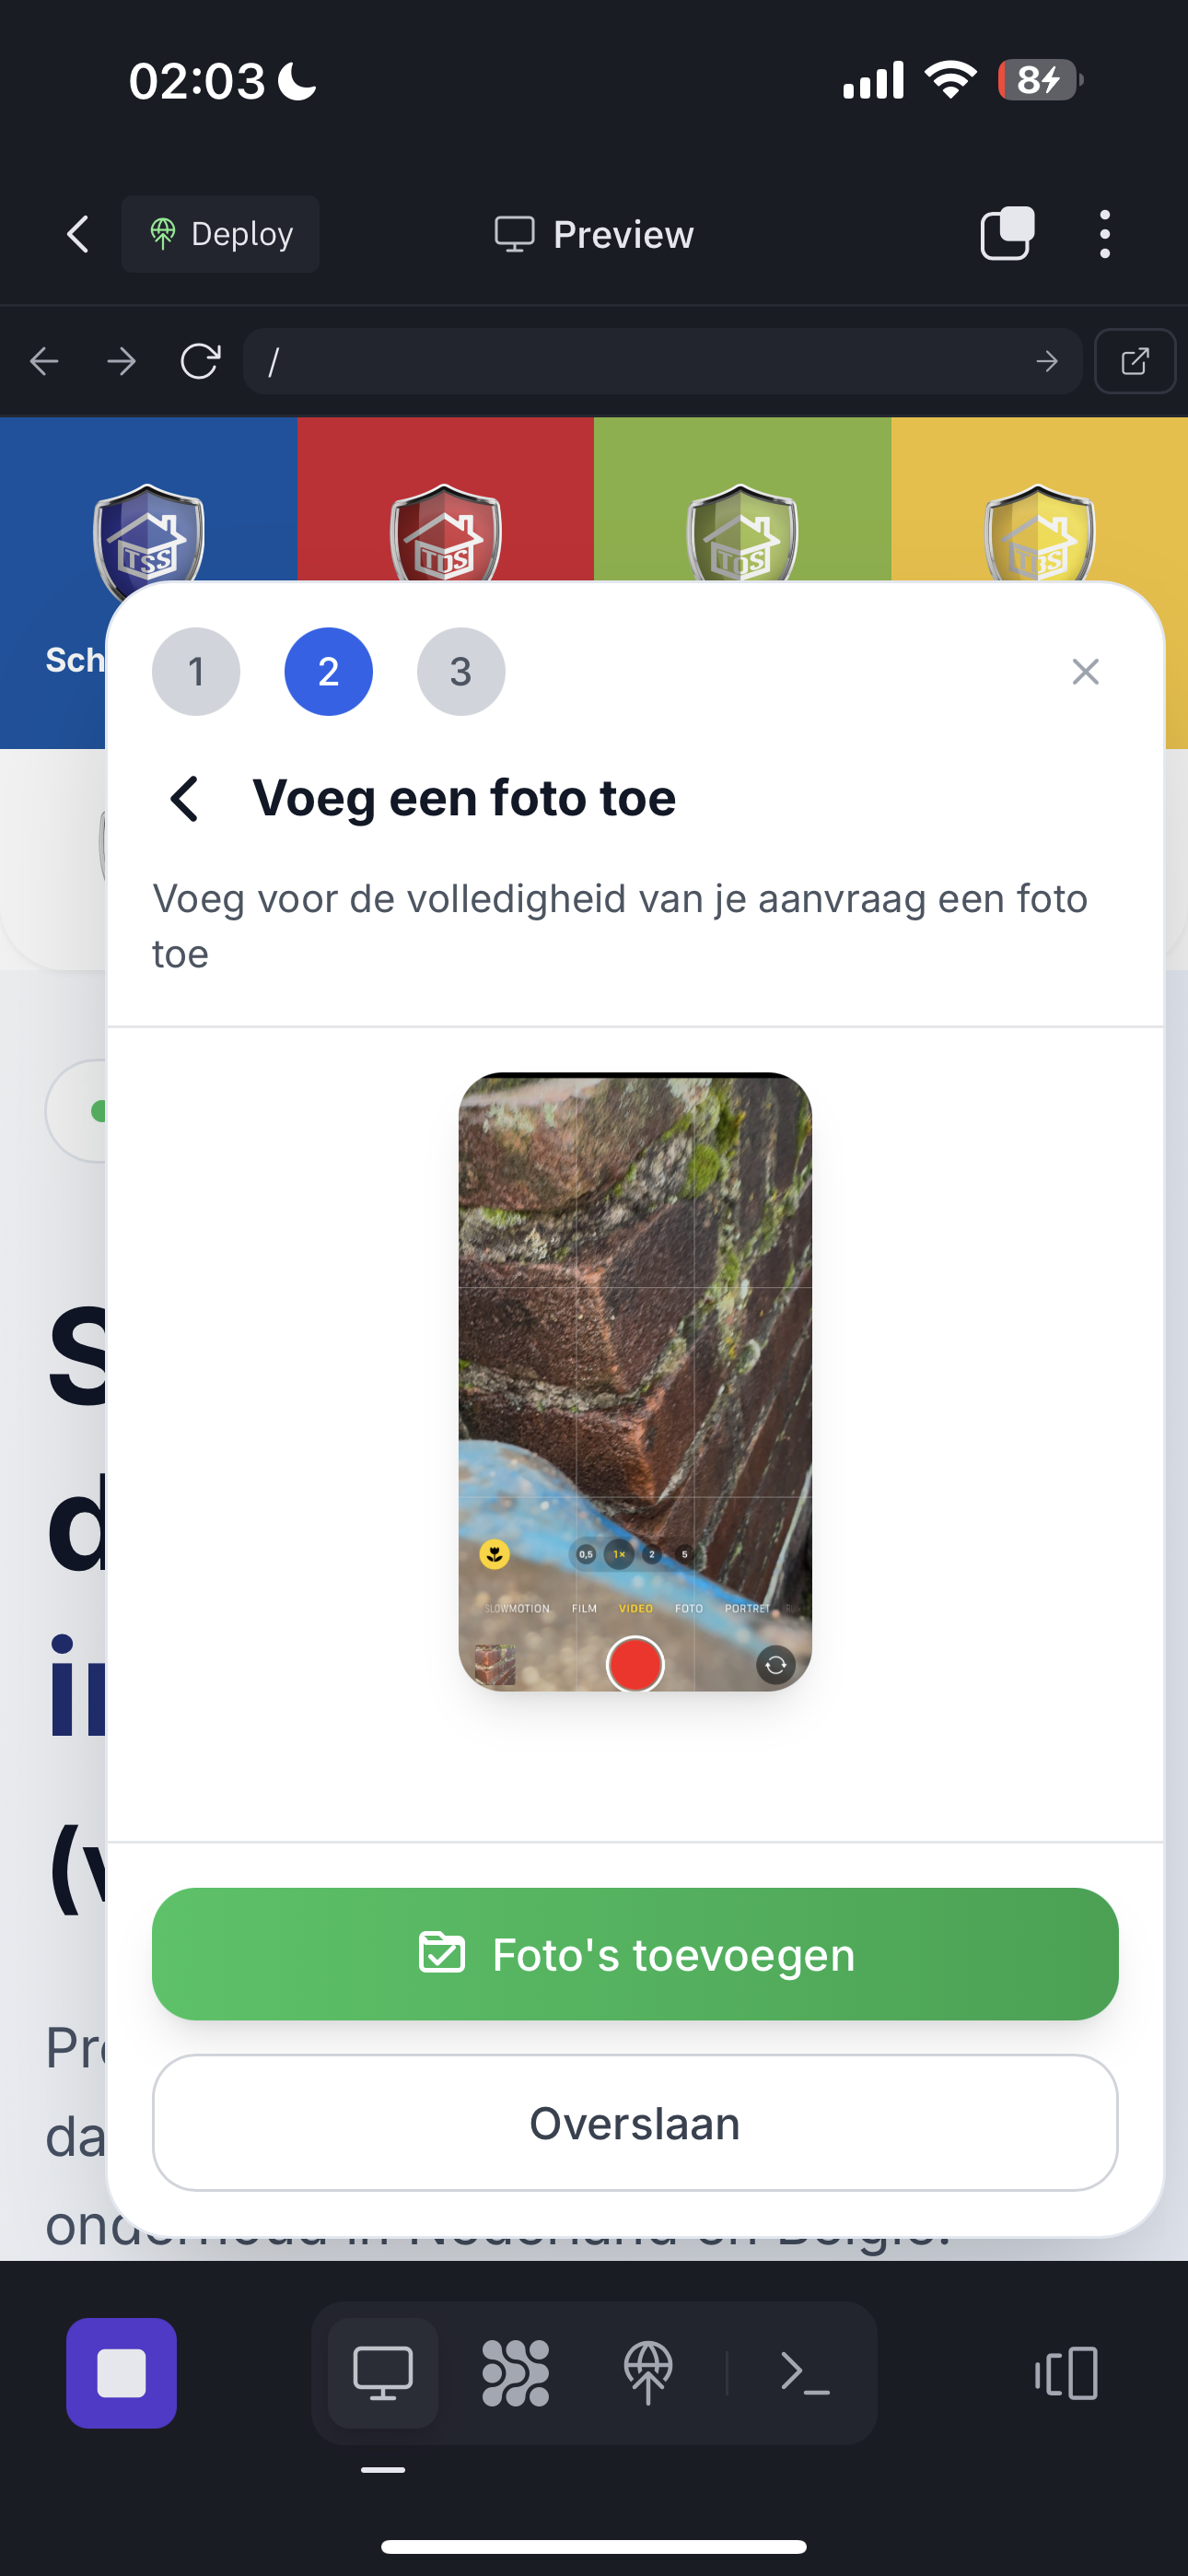 02:03
8
Deploy
Preview
/
TSS
TDS
TOS
TBS
Sch
1
2
3
Voeg een foto toe
Voeg voor de volledigheid van je aanvraag een foto
toe
S
d
(v
0,5
1×
2
5
SLOWMOTION
FILM
VIDEO
FOTO
PORTRET
Foto's toevoegen
Pr
da
Overslaan
onderhoud in Nederland en België.